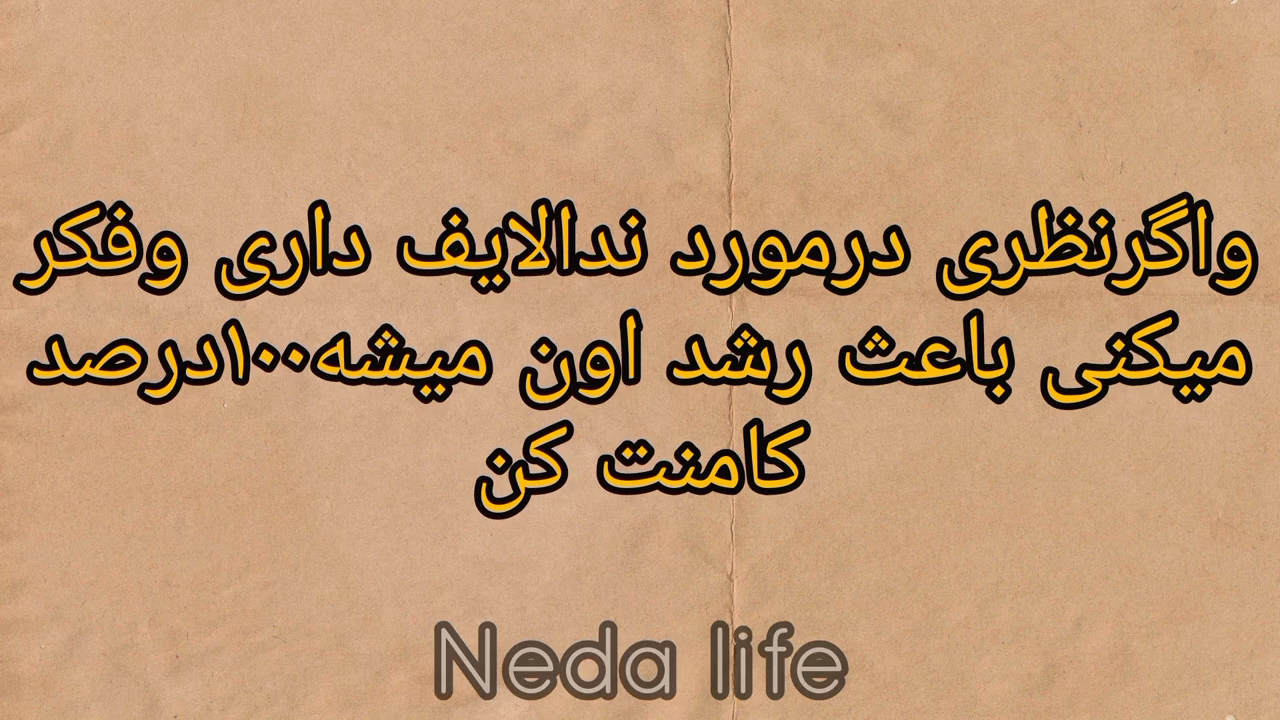 واگرنظری درمورد ندالایف داری وفکر
میکنی باعث رشد اون میشه۱۰۰درصد
کامنت کن
Neda life